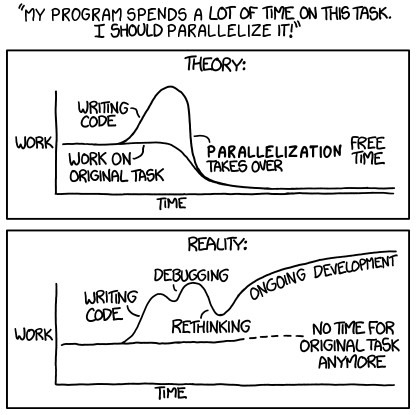 "MY PROGRAM SPENDS A LOT OF TIME ON THIS TASK.
I SHOULD PARALLELIZE IT!"
THEORY:
WRITING
CODE
WORK
WORK ON
ORIGINAL TASK
PARALLELIZATION
TAKES OVER
FREE
TIME
TIME
REALITY:
DEBUGGING
WRITING
CODE
RETHINKING
ONGOING DEVELOPMENT
WORK
NO TIME FOR
ORIGINAL TASK
ANYMORE
TIME